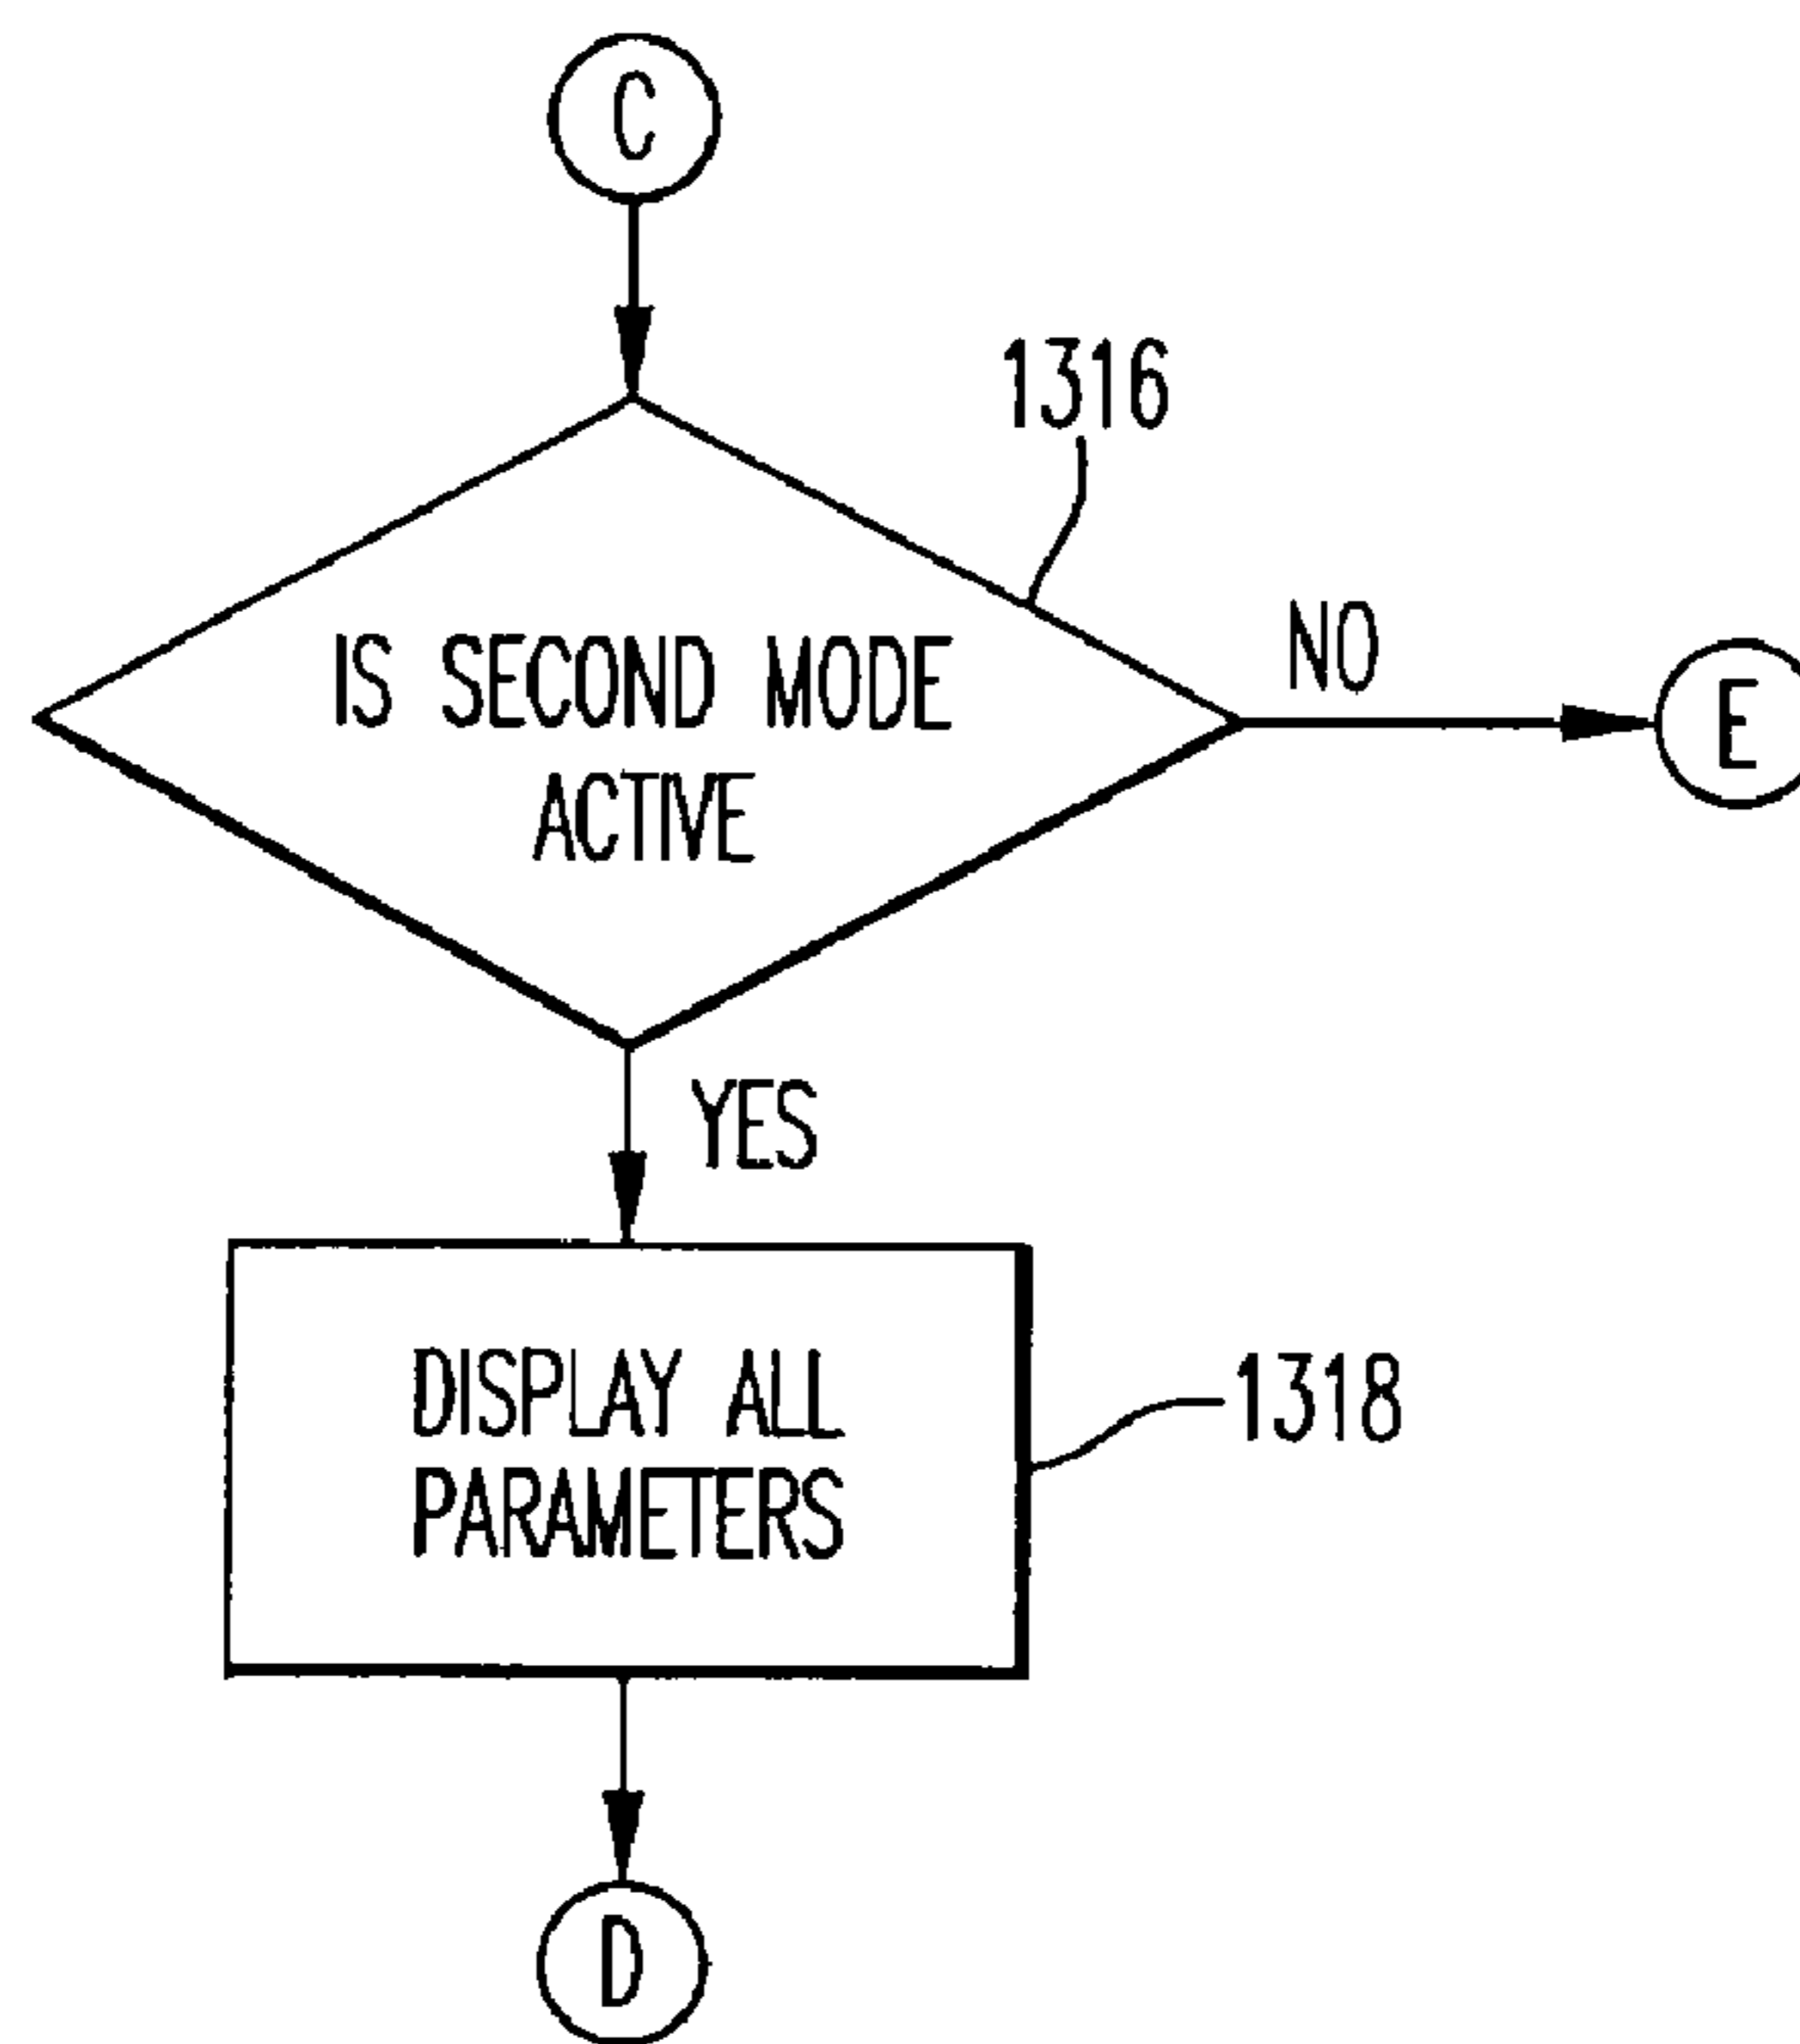 C
1316
IS SECOND MODE
ACTIVE
NO
E
YES
DISPLAY ALL
PARAMETERS
1318
D